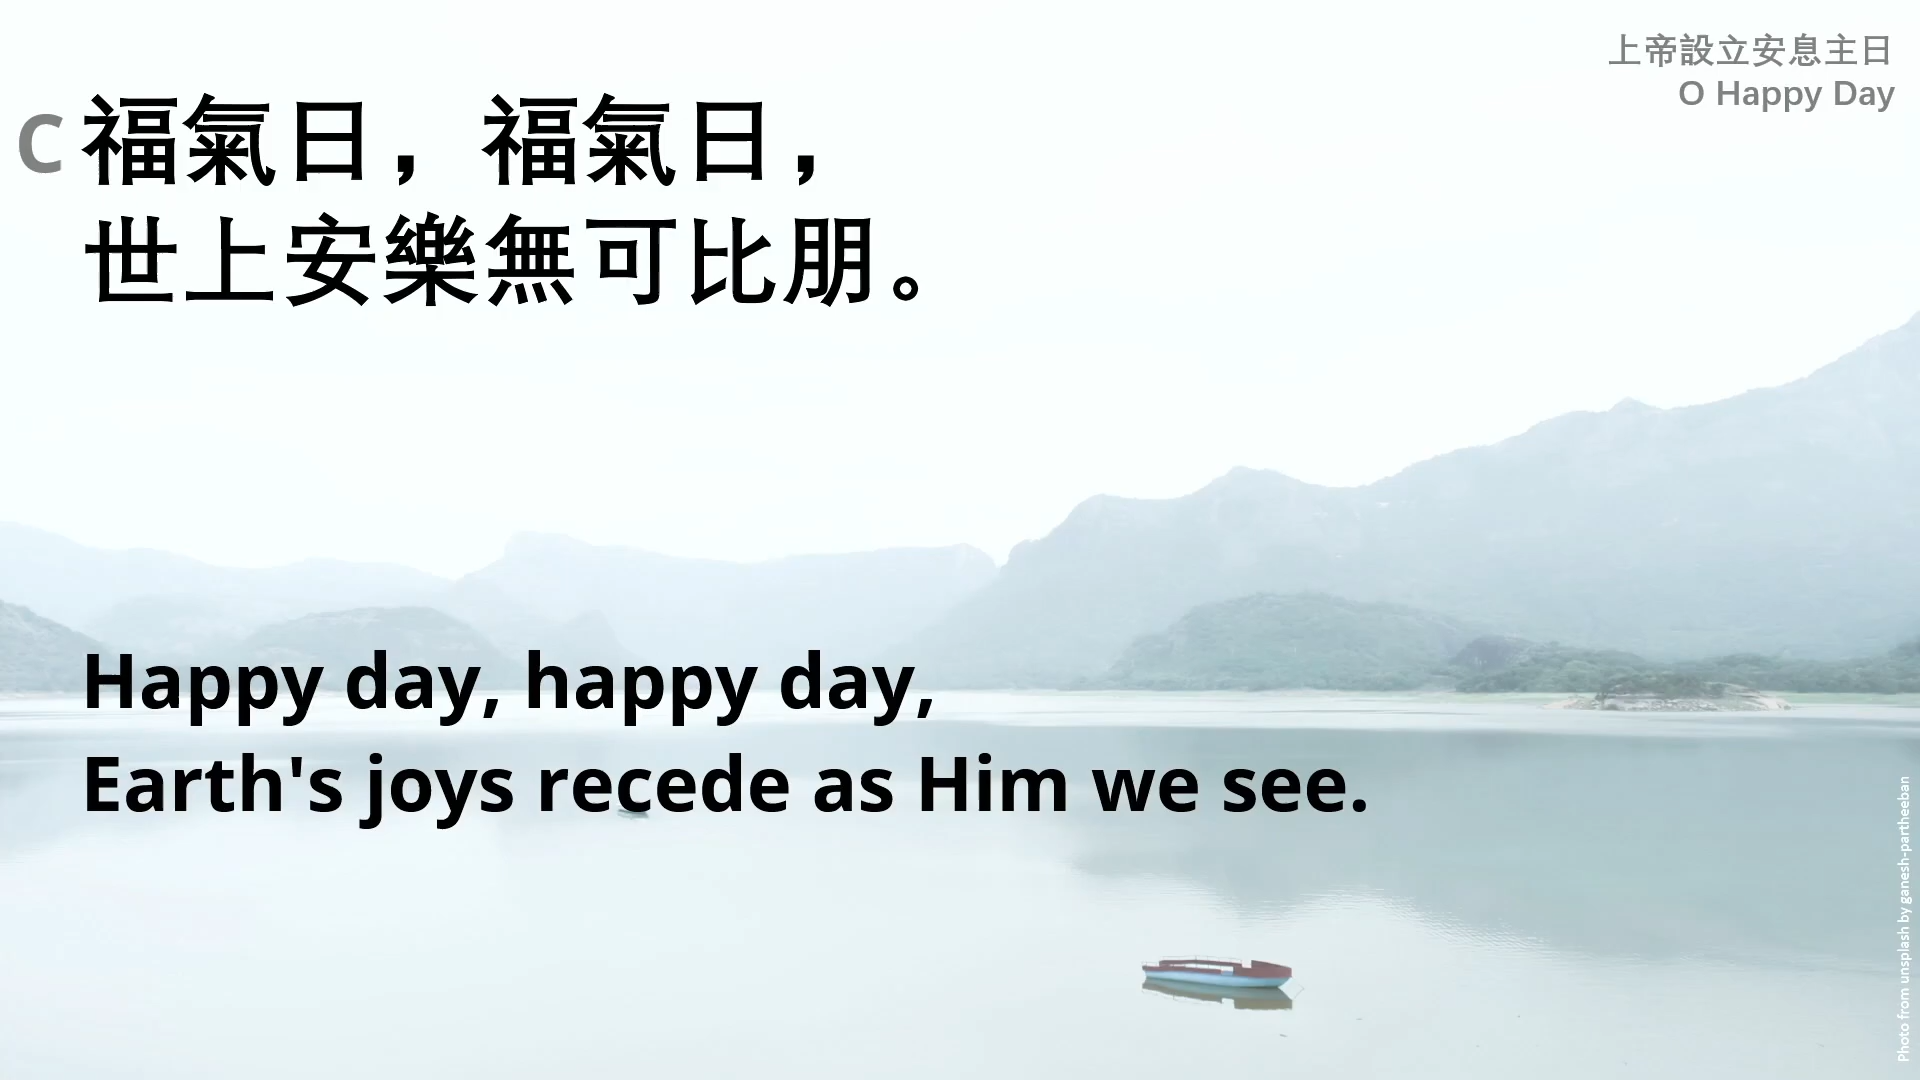 上帝設立安息主日
O Happy Day
C 福氣日，福氣日，
世上安樂無可比朋。
Happy day, happy day,
Earth's joys recede as Him we see.
Photo from unsplash by ganesh-partheeban